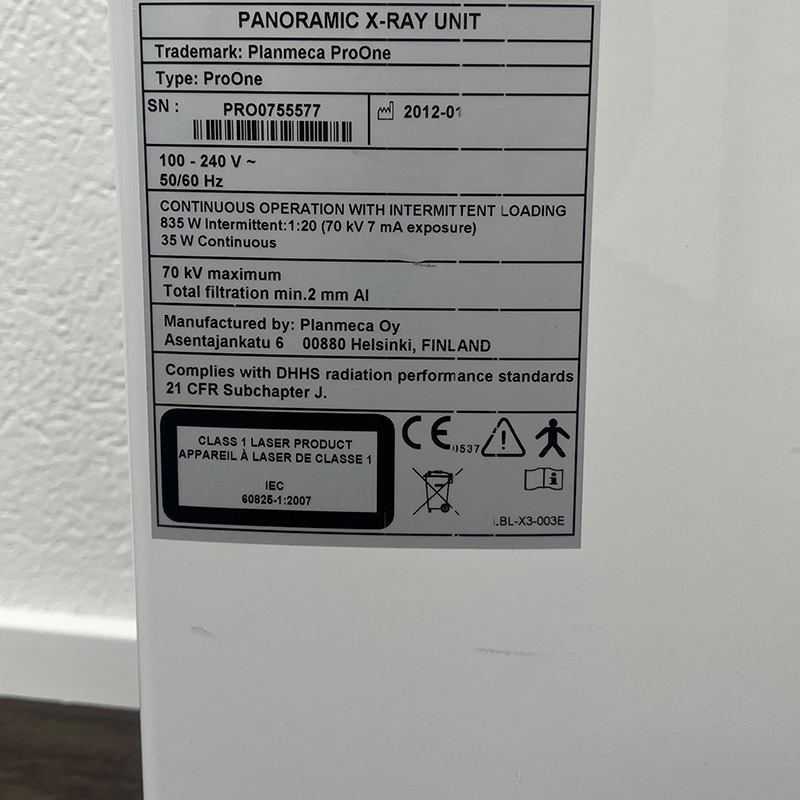 PANORAMIC X-RAY UNIT
Trademark: Planmeca ProOne
Type: ProOne
SN : PRO0755577
2012-01
100 - 240 V ~
50/60 Hz
CONTINUOUS OPERATION WITH INTERMITTENT LOADING
835 W Intermittent:1:20 (70 kV 7 mA exposure)
35 W Continuous
70 kV maximum
Total filtration min.2 mm Al
Manufactured by: Planmeca Oy
Asentajankatu 6 00880 Helsinki, FINLAND
Complies with DHHS radiation performance standards
21 CFR Subchapter J.
CLASS 1 LASER PRODUCT
APPAREIL À LASER DE CLASSE 1
IEC
60825-1:2007
CE 0537
i
LBL-X3-003E